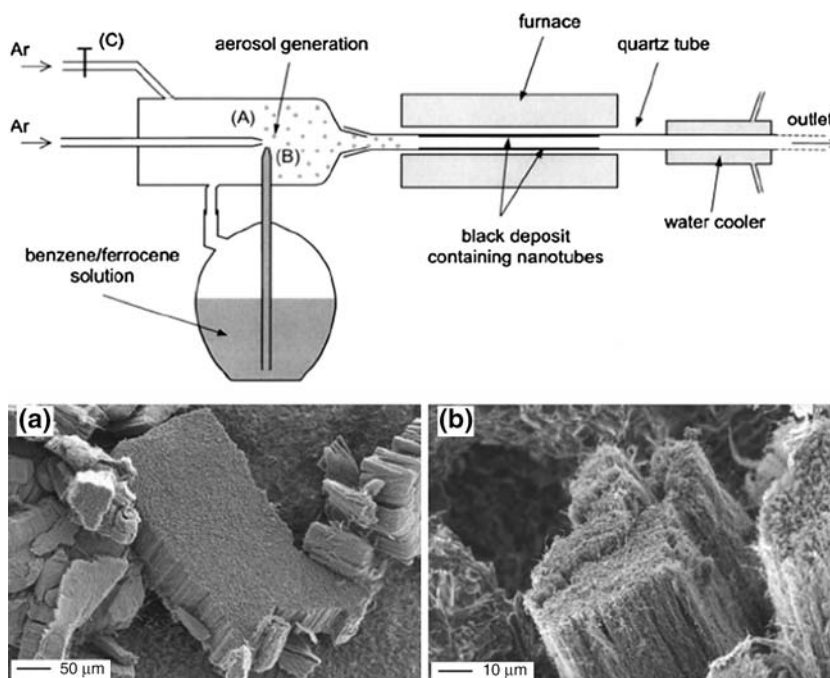 Ar
(C)
aerosol generation
furnace
quartz tube
Ar
(A)
(B)
outlet
water cooler
black deposit
containing nanotubes
benzene/ferrocene
solution
(a)
50 μm
(b)
10 μm